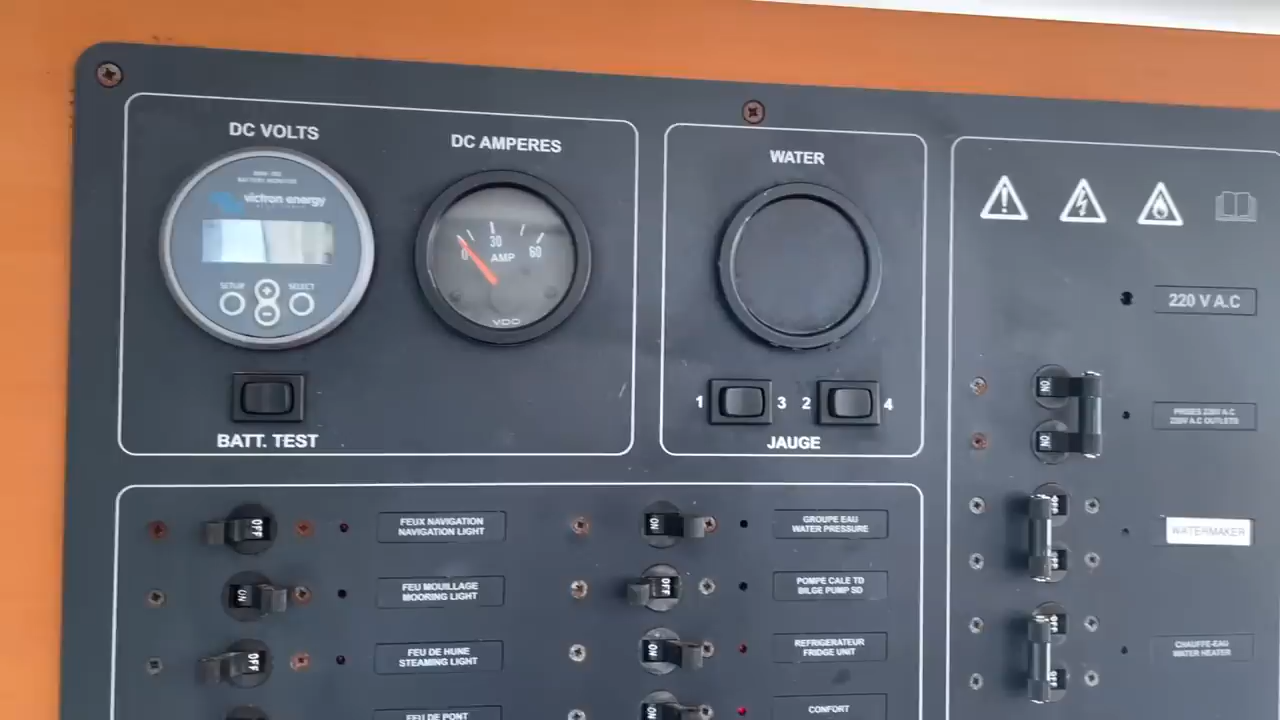 DC VOLTS
DC AMPERES
WATER
BATTERY MONITOR
victron energy
SETUP
SELECT
+
-
0
30
60
AMP
VDO
BATT. TEST
1
3
2
4
JAUGE
220 V A.C
ON
ON
PRISES 220V A.C
220V A.C OUTLETS
OFF
OFF
WATERMAKER
OFF
OFF
CHAUFFE-EAU
WATER HEATER
OFF
FEUX NAVIGATION
NAVIGATION LIGHT
ON
FEU MOUILLAGE
MOORING LIGHT
OFF
FEU DE HUNE
STEAMING LIGHT
FEU DE PONT
ON
GROUPE EAU
WATER PRESSURE
OFF
POMPE CALE TD
BILGE PUMP SD
ON
REFRIGERATEUR
FRIDGE UNIT
ON
CONFORT